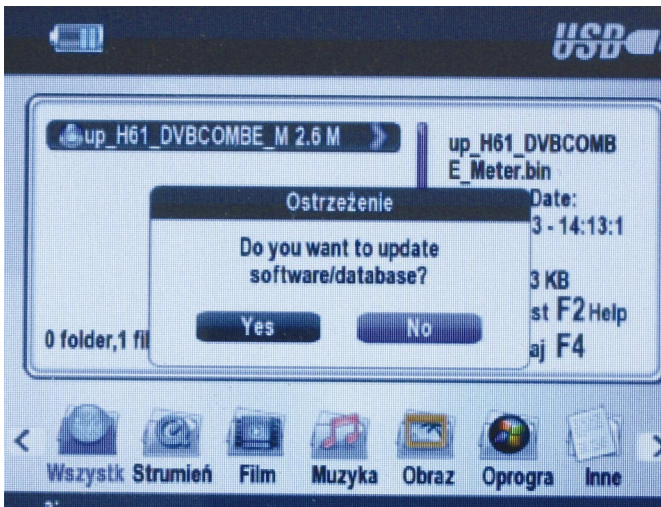 USB
up_H61_DVBCOMBE_M 2.6 M
up_H61_DVBCOMB
E_Meter.bin
Date:
3 - 14:13:1
3 KB
st F2 Help
aj F4
Ostrzeżenie
Do you want to update
software/database?
Yes
No
0 folder,1 fil
Wszystk Strumień Film Muzyka Obraz Oprogra Inne